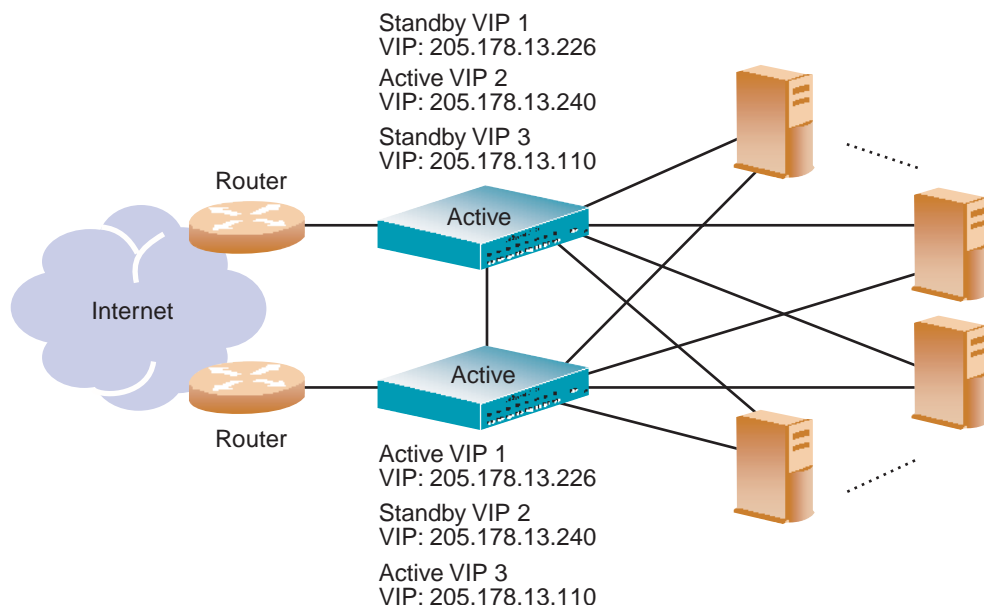 Standby VIP 1
VIP: 205.178.13.226
Active VIP 2
VIP: 205.178.13.240
Standby VIP 3
VIP: 205.178.13.110
Router
Active
Internet
Active
Router
Active VIP 1
VIP: 205.178.13.226
Standby VIP 2
VIP: 205.178.13.240
Active VIP 3
VIP: 205.178.13.110